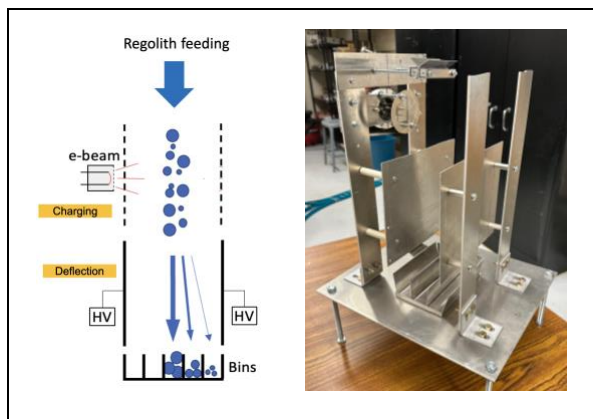 Regolith feeding
e-beam
Charging
Deflection
HV
HV
Bins